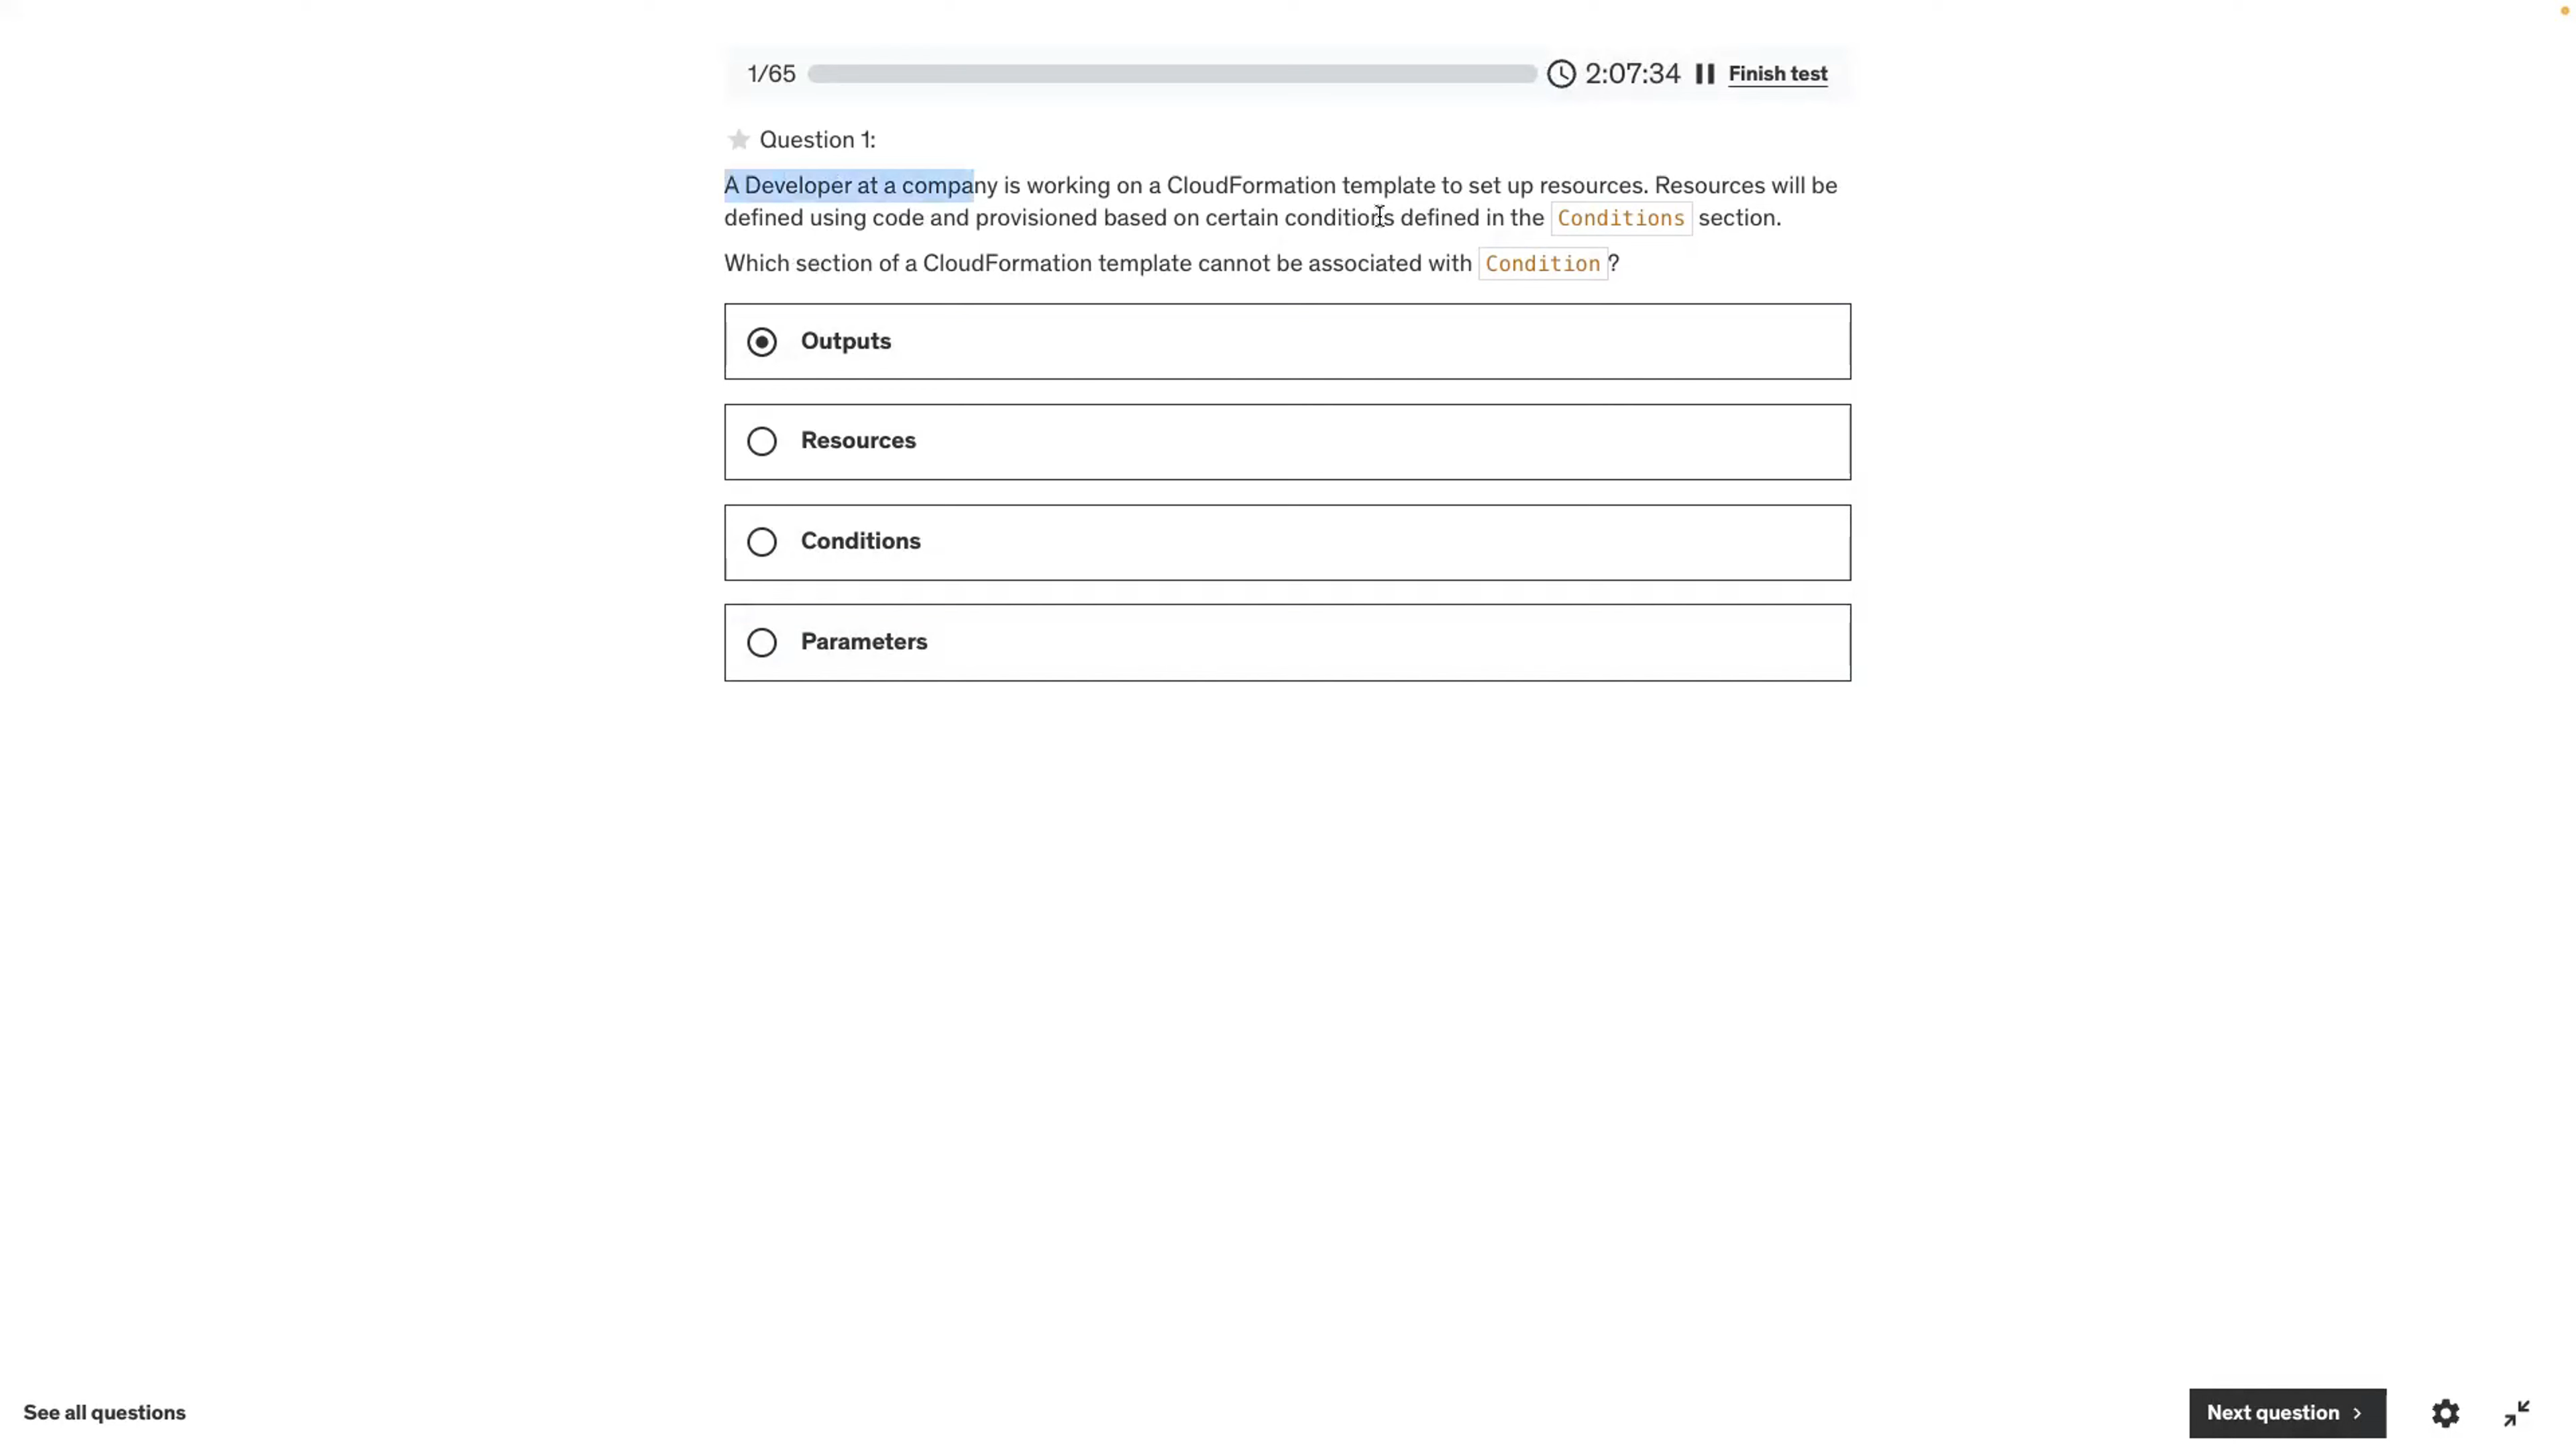 1/65 2:07:34 Finish test
Question 1:
A Developer at a company is working on a CloudFormation template to set up resources. Resources will be
defined using code and provisioned based on certain conditions defined in the Conditions section.
Which section of a CloudFormation template cannot be associated with Condition?
Outputs
Resources
Conditions
Parameters
See all questions
Next question